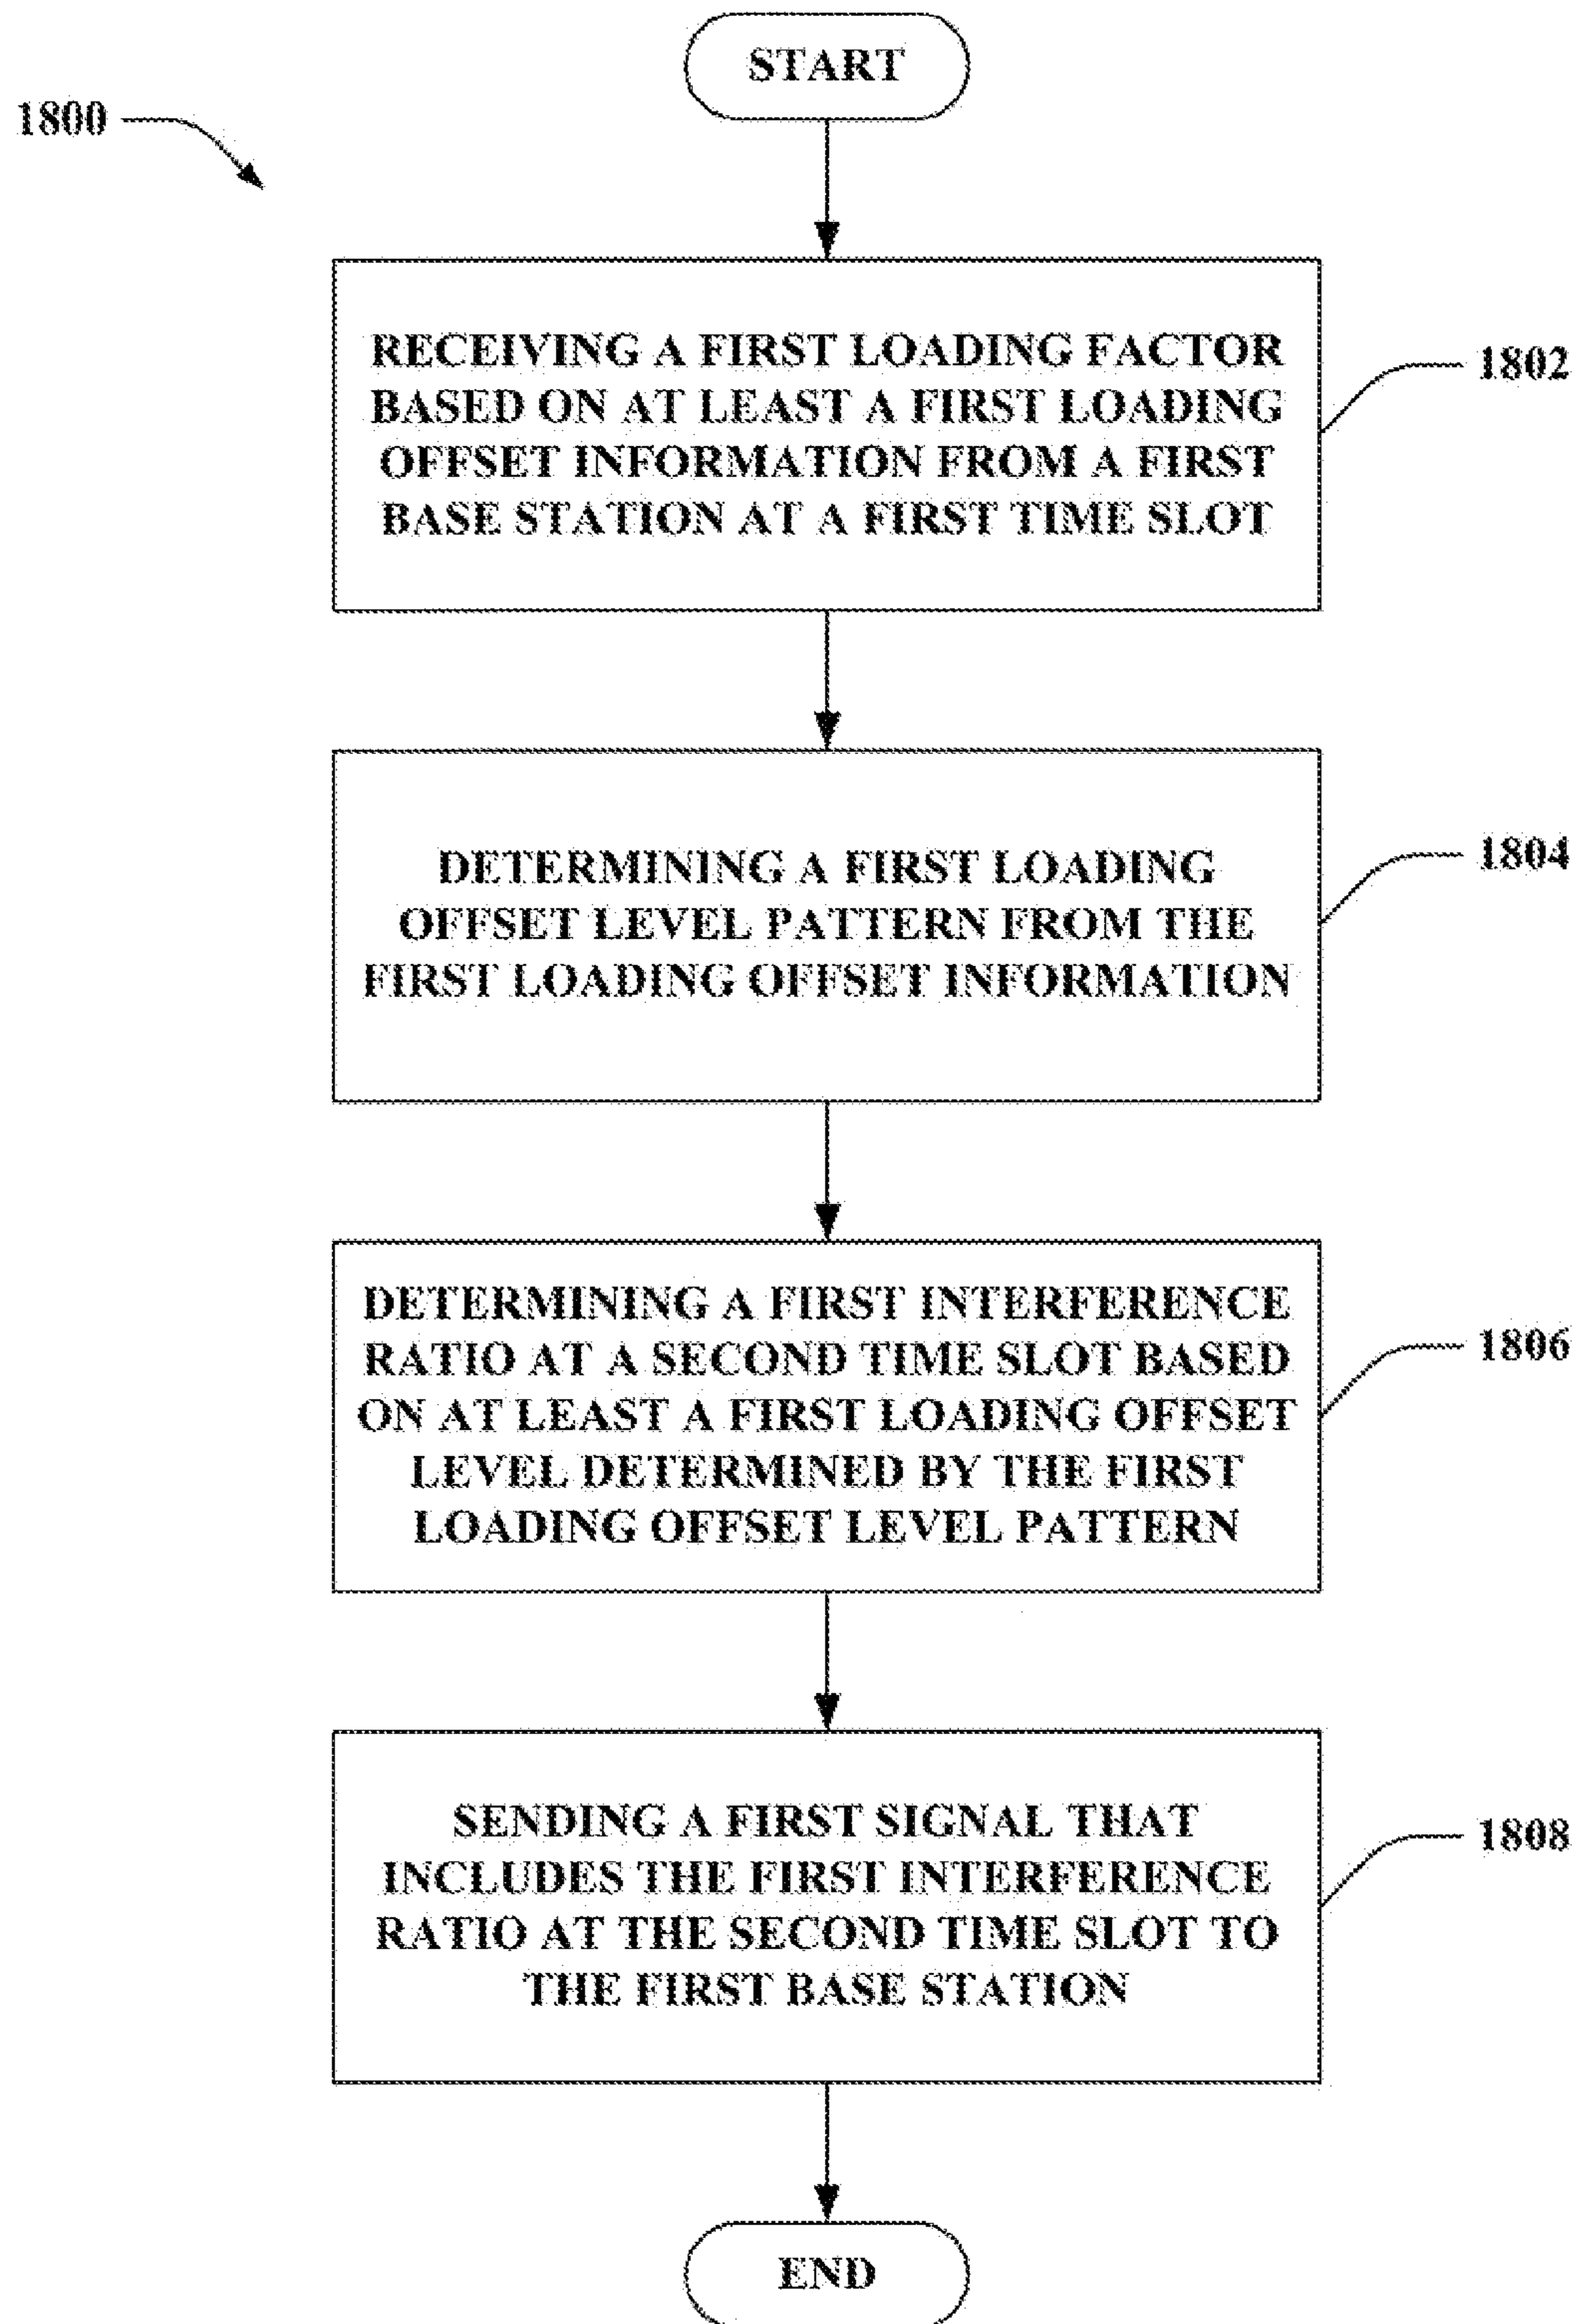 START
1800
RECEIVING A FIRST LOADING FACTOR
BASED ON AT LEAST A FIRST LOADING
OFFSET INFORMATION FROM A FIRST
BASE STATION AT A FIRST TIME SLOT
1802
DETERMINING A FIRST LOADING
OFFSET LEVEL PATTERN FROM THE
FIRST LOADING OFFSET INFORMATION
1804
DETERMINING A FIRST INTERFERENCE
RATIO AT A SECOND TIME SLOT BASED
ON AT LEAST A FIRST LOADING OFFSET
LEVEL DETERMINED BY THE FIRST
LOADING OFFSET LEVEL PATTERN
1806
SENDING A FIRST SIGNAL THAT
INCLUDES THE FIRST INTERFERENCE
RATIO AT THE SECOND TIME SLOT TO
THE FIRST BASE STATION
1808
END